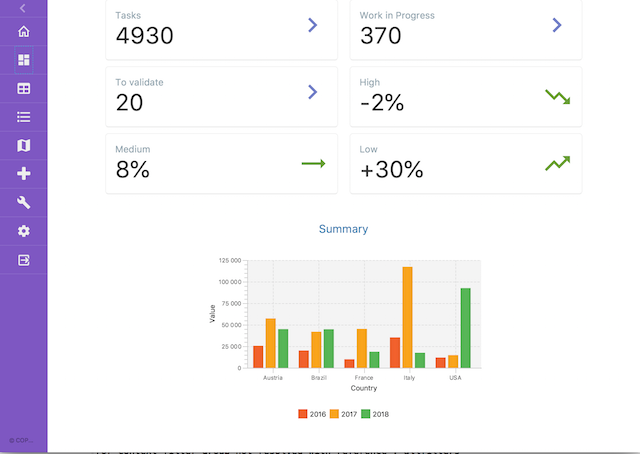 Tasks
4930
Work in Progress
370
To validate
20
High
-2%
Medium
8%
Low
+30%
Summary
125 000
100 000
75 000
50 000
25 000
0
Value
Austria Brazil France Italy USA
Country
2016 2017 2018
© COP...